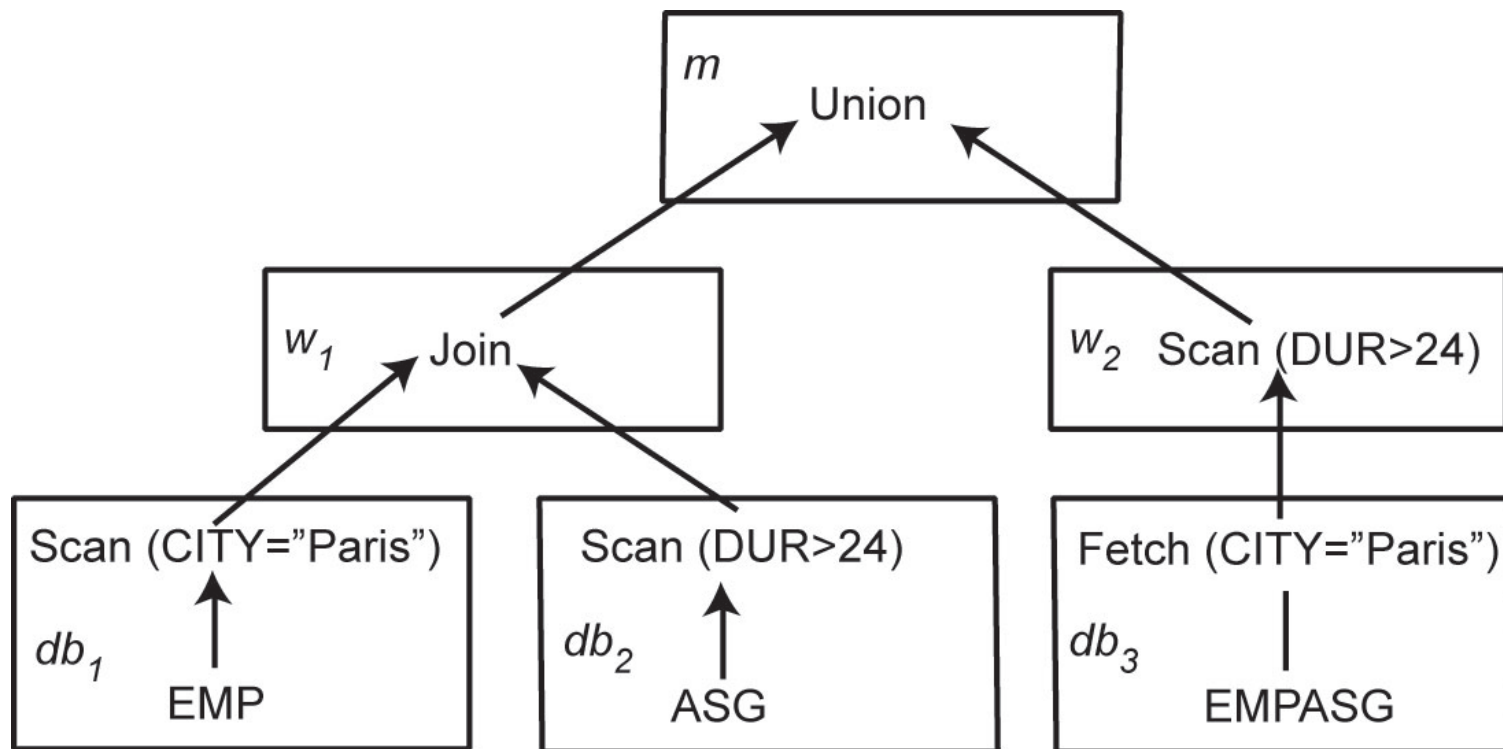 m
Union
w1
Join
w2 Scan (DUR>24)
Scan (CITY=”Paris”)
Scan (DUR>24)
Fetch (CITY=”Paris”)
db1
db2
db3
EMP
ASG
EMPASG